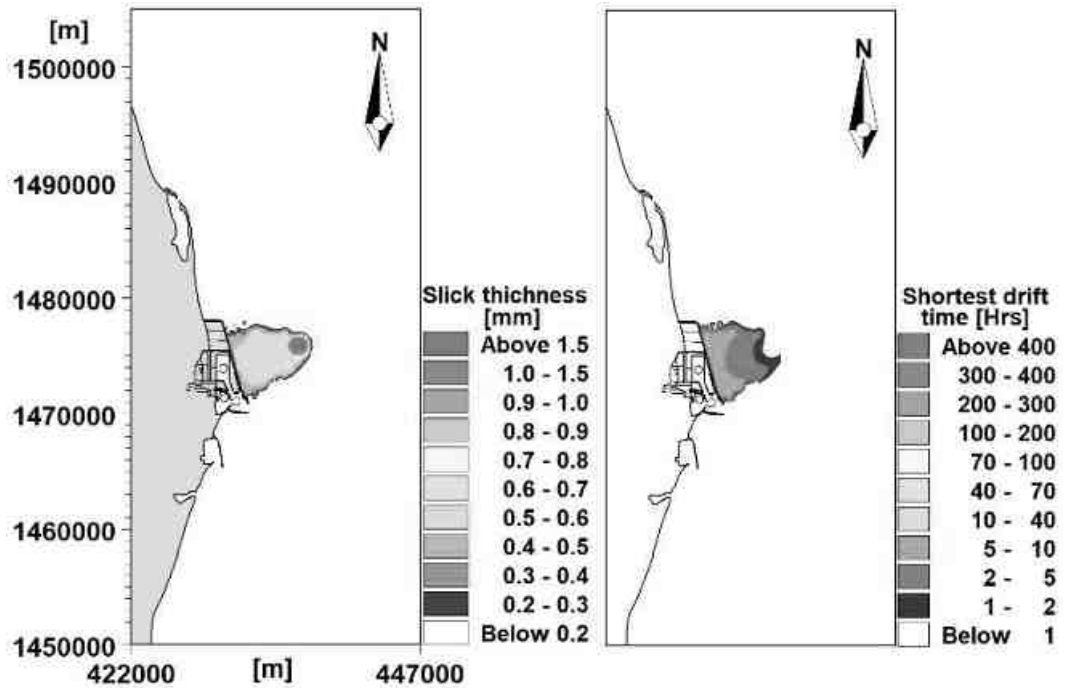 [m]
N
1500000
1490000
1480000
1470000
1460000
1450000
422000
[m]
447000
Slick thichness
[mm]
Above 1.5
1.0 - 1.5
0.9 - 1.0
0.8 - 0.9
0.7 - 0.8
0.6 - 0.7
0.5 - 0.6
0.4 - 0.5
0.3 - 0.4
0.2 - 0.3
Below 0.2
N
Shortest drift
time [Hrs]
Above 400
300 - 400
200 - 300
100 - 200
70 - 100
40 - 70
10 - 40
5 - 10
2 - 5
1 - 2
Below 1